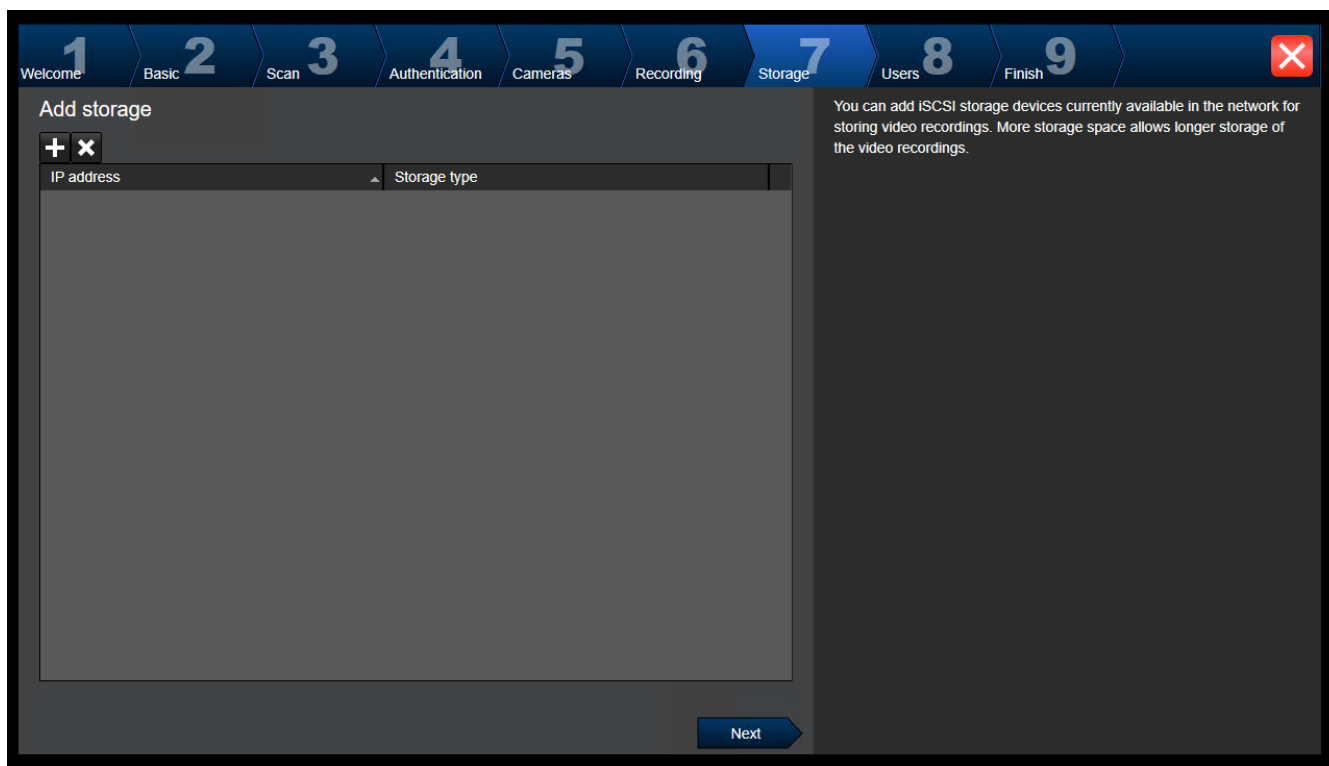 1 Welcome
2 Basic
3 Scan
4 Authentication
5 Cameras
6 Recording
7 Storage
8 Users
9 Finish
Add storage
IP address Storage type
Next
You can add iSCSI storage devices currently available in the network for
storing video recordings. More storage space allows longer storage of
the video recordings.